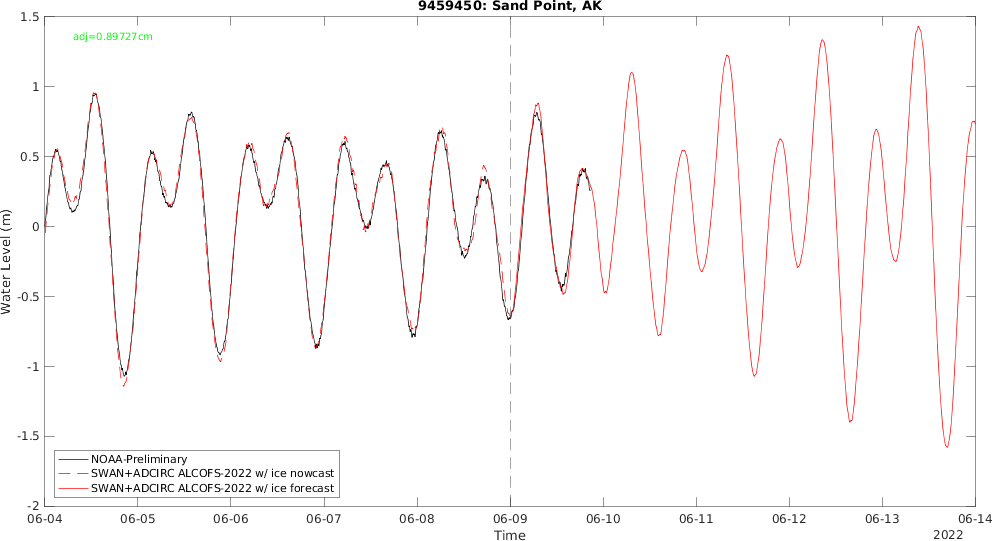 9459450: Sand Point, AK
adj=0.89727cm
1.5
1
0.5
0
-0.5
-1
-1.5
-2
Water Level (m)
NOAA-Preliminary
SWAN+ADCIRC ALCOFS-2022 w/ ice nowcast
SWAN+ADCIRC ALCOFS-2022 w/ ice forecast
06-04 06-05 06-06 06-07 06-08 06-09 06-10 06-11 06-12 06-13 06-14
Time
2022